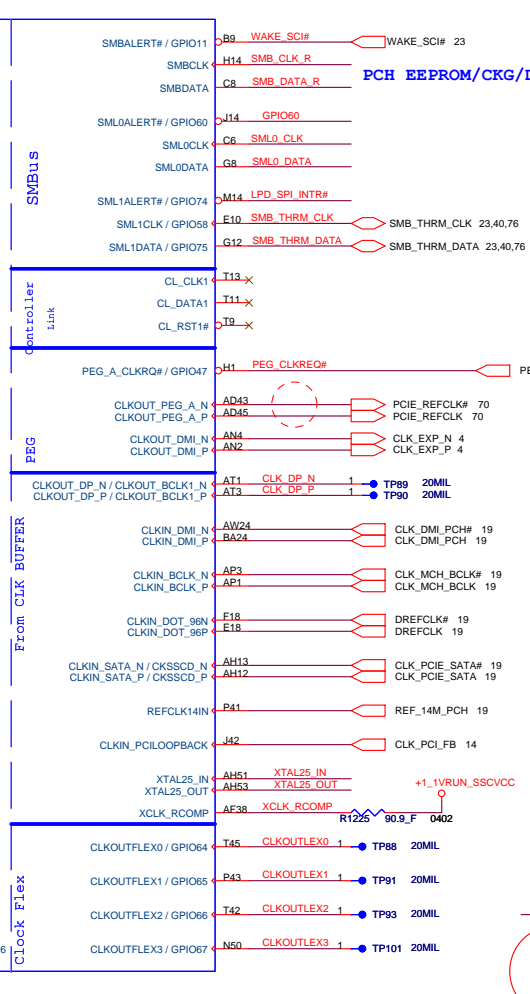 SMBus
SMBALERT# / GPIO11 B9 WAKE_SCI# WAKE_SCI# 23
SMBCLK H14 SMB_CLK_R
SMBDATA C8 SMB_DATA_R
PCH EEPROM/CKG/
SML0ALERT# / GPIO60 J14 GPIO60
SML0CLK C6 SML0_CLK
SML0DATA G8 SML0_DATA
SML1ALERT# / GPIO74 M14 LPD_SPI_INTR#
SML1CLK / GPIO58 E10 SMB_THRM_CLK SMB_THRM_CLK 23,40,76
SML1DATA / GPIO75 G12 SMB_THRM_DATA SMB_THRM_DATA 23,40,76
Controller
Link
CL_CLK1 T13
CL_DATA1 T11
CL_RST1# T9
PEG
PEG_A_CLKRQ# / GPIO47 H1 PEG_CLKREQ#
CLKOUT_PEG_A_N AD43 PCIE_REFCLK# 70
CLKOUT_PEG_A_P AD45 PCIE_REFCLK 70
CLKOUT_DMI_N AN4 CLK_EXP_N 4
CLKOUT_DMI_P AN2 CLK_EXP_P 4
From CLK BUFFER
CLKOUT_DP_N / CLKOUT_BCLK1_N AT1 CLK_DP_N 1 TP89 20MIL
CLKOUT_DP_P / CLKOUT_BCLK1_P AT3 CLK_DP_P 1 TP90 20MIL
CLKIN_DMI_N AW24 CLK_DMI_PCH# 19
CLKIN_DMI_P BA24 CLK_DMI_PCH 19
CLKIN_BCLK_N AP3 CLK_MCH_BCLK# 19
CLKIN_BCLK_P AP1 CLK_MCH_BCLK 19
CLKIN_DOT_96N F18 DREFCLK# 19
CLKIN_DOT_96P E18 DREFCLK 19
CLKIN_SATA_N / CKSSCD_N AH13 CLK_PCIE_SATA# 19
CLKIN_SATA_P / CKSSCD_P AH12 CLK_PCIE_SATA 19
REFCLK14IN P41 REF_14M_PCH 19
CLKIN_PCILOOPBACK J42 CLK_PCI_FB 14
XTAL25_IN AH51 XTAL25_IN
XTAL25_OUT AH53 XTAL25_OUT
+1_1VRUN_SSCVCC
XCLK_RCOMP AF38 XCLK_RCOMP
R1225 90.9_F 0402
Clock Flex
CLKOUTFLEX0 / GPIO64 T45 CLKOUTLEX0 1 TP88 20MIL
CLKOUTFLEX1 / GPIO65 P43 CLKOUTLEX1 1 TP91 20MIL
CLKOUTFLEX2 / GPIO66 T42 CLKOUTLEX2 1 TP93 20MIL
CLKOUTFLEX3 / GPIO67 N50 CLKOUTLEX3 1 TP101 20MIL
6